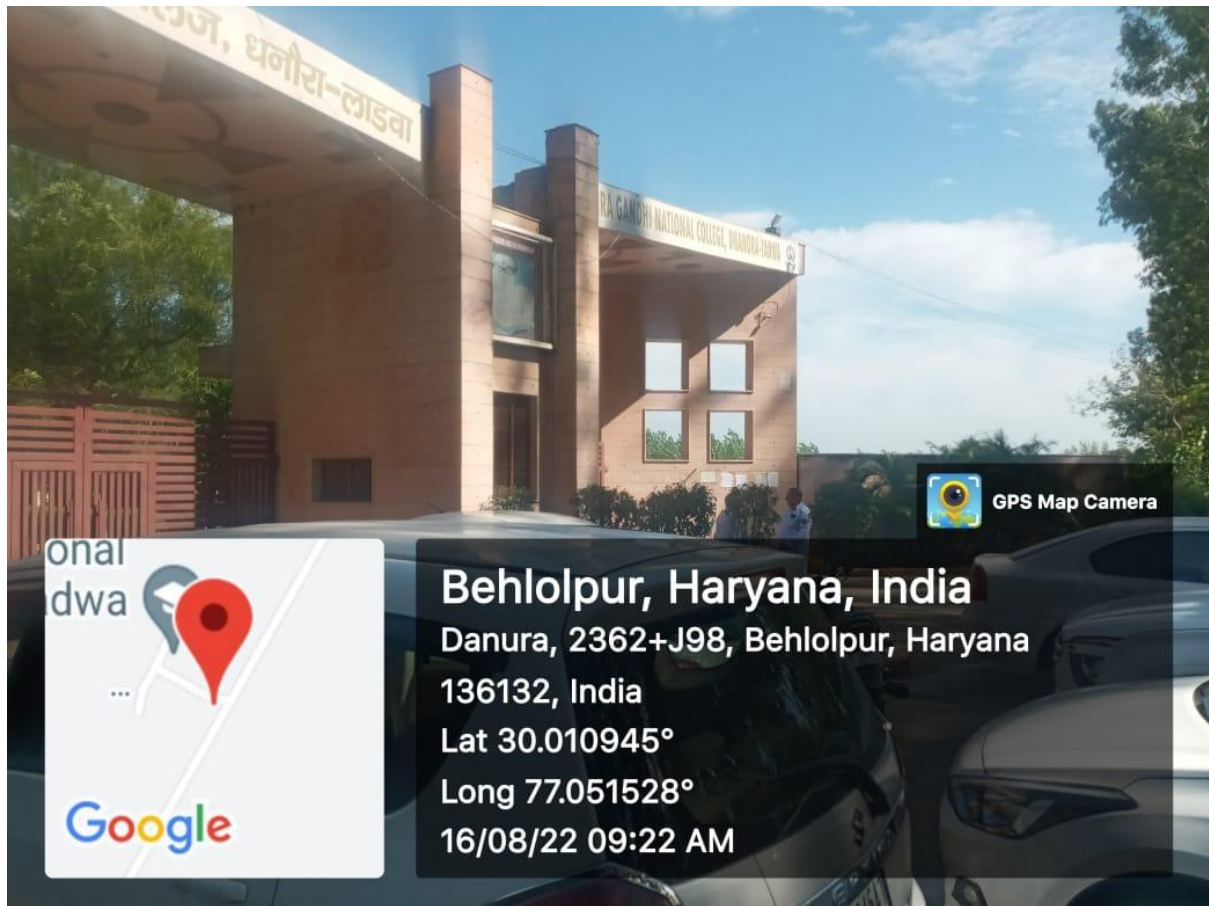 धनौरा-लाडवा
RA GANDHI NATIONAL COLLEGE, DHANORA-LADWA
GPS Map Camera
onal
dwa
...
Google
Behlolpur, Haryana, India
Danura, 2362+J98, Behlolpur, Haryana
136132, India
Lat 30.010945°
Long 77.051528°
16/08/22 09:22 AM